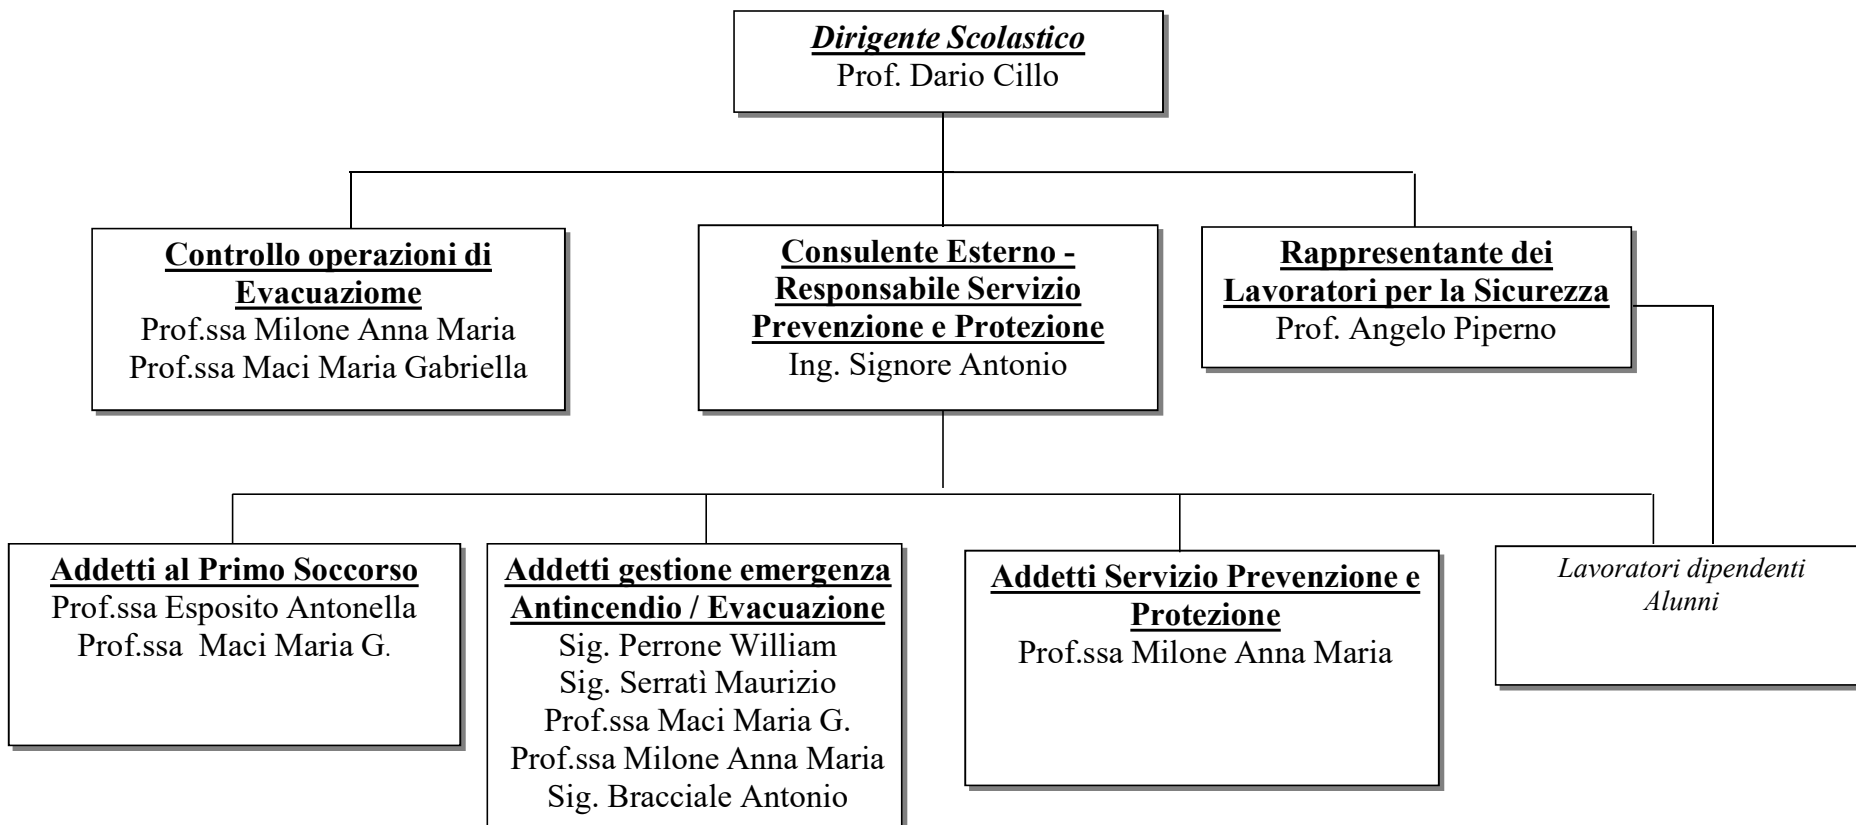 Dirigente Scolastico
Prof. Dario Cillo
Controllo operazioni di
Evacuaziome
Prof.ssa Milone Anna Maria
Prof.ssa Maci Maria Gabriella
Consulente Esterno -
Responsabile Servizio
Prevenzione e Protezione
Ing. Signore Antonio
Rappresentante dei
Lavoratori per la Sicurezza
Prof. Angelo Piperno
Addetti al Primo Soccorso
Prof.ssa Esposito Antonella
Prof.ssa Maci Maria G.
Addetti gestione emergenza
Antincendio / Evacuazione
Sig. Perrone William
Sig. Serratì Maurizio
Prof.ssa Maci Maria G.
Prof.ssa Milone Anna Maria
Sig. Bracciale Antonio
Addetti Servizio Prevenzione e
Protezione
Prof.ssa Milone Anna Maria
Lavoratori dipendenti
Alunni